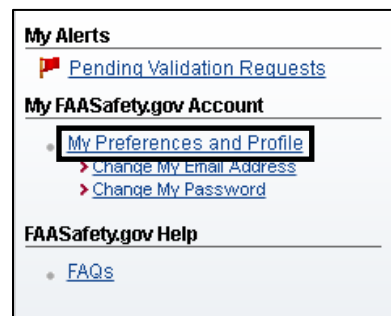 My Alerts
Pending Validation Requests
My FAASafety.gov Account
My Preferences and Profile
Change My Email Address
Change My Password
FAASafety.gov Help
FAQs